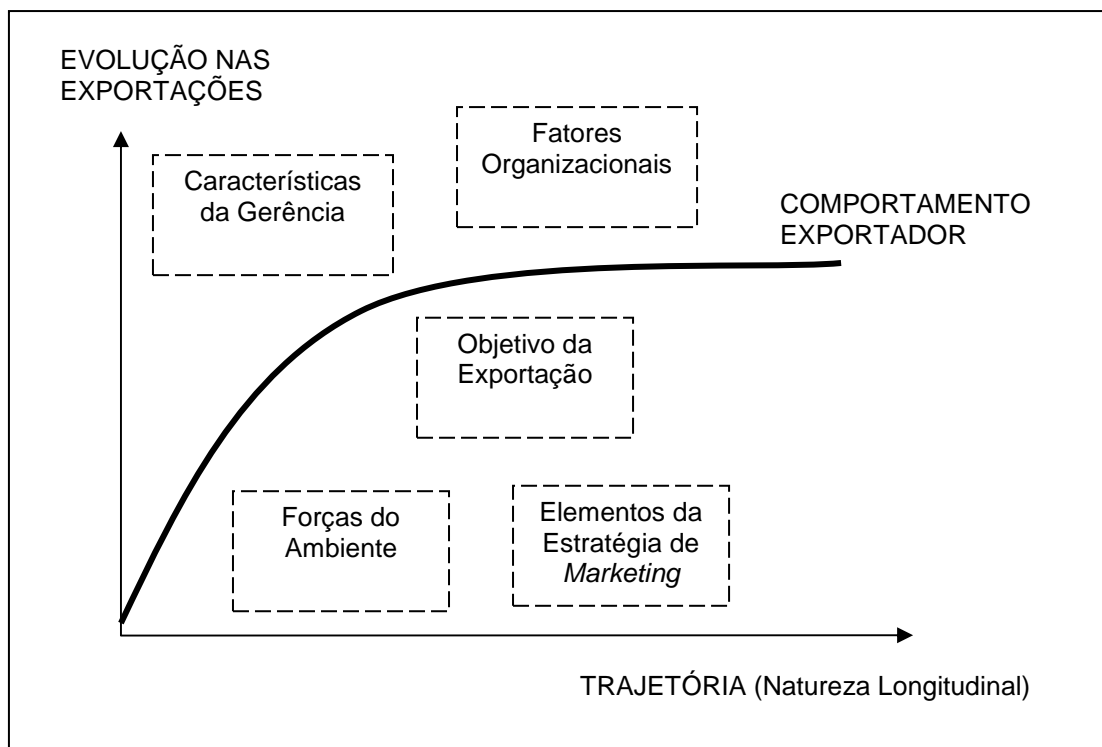 EVOLUÇÃO NAS
EXPORTAÇÕES
Fatores
Organizacionais
Características
da Gerência
COMPORTAMENTO
EXPORTADOR
Objetivo da
Exportação
Forças do
Ambiente
Elementos da
Estratégia de
Marketing
TRAJETÓRIA (Natureza Longitudinal)